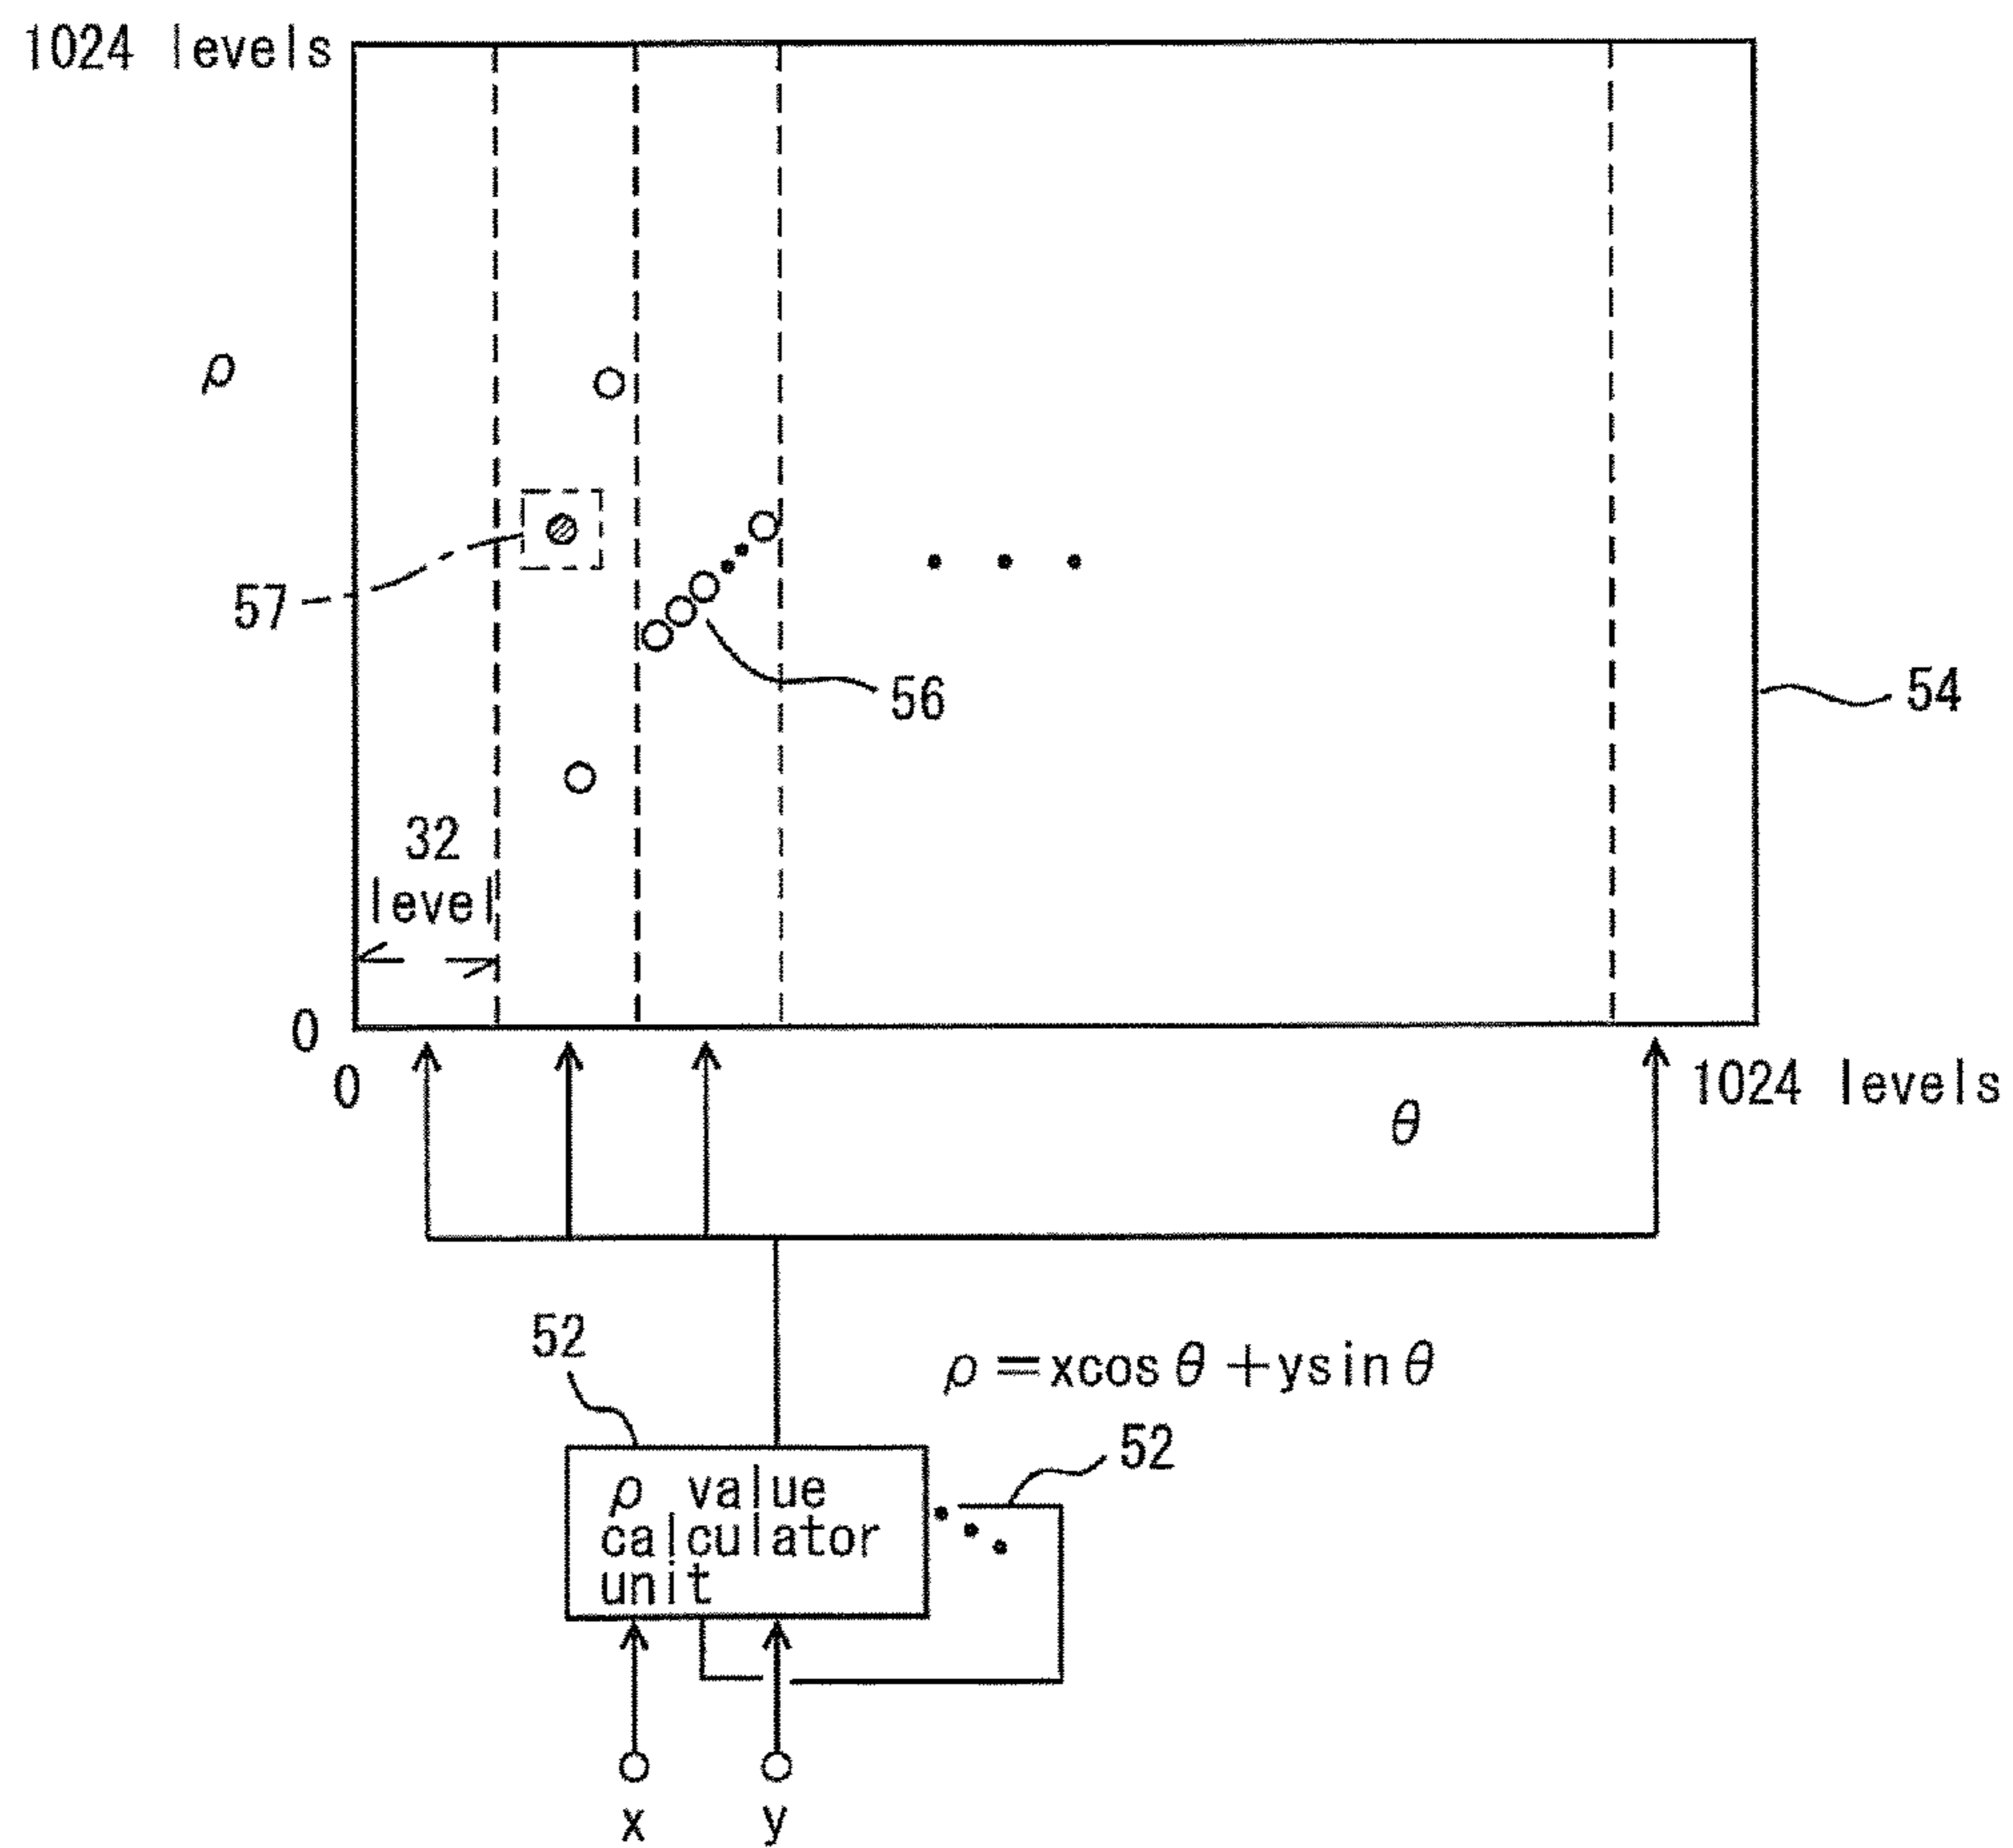 1024 levels
ρ
57
56
54
32
level
0
0
1024 levels
θ
52
ρ=xcosθ+ysinθ
52
ρ value
calculator
unit
x
y